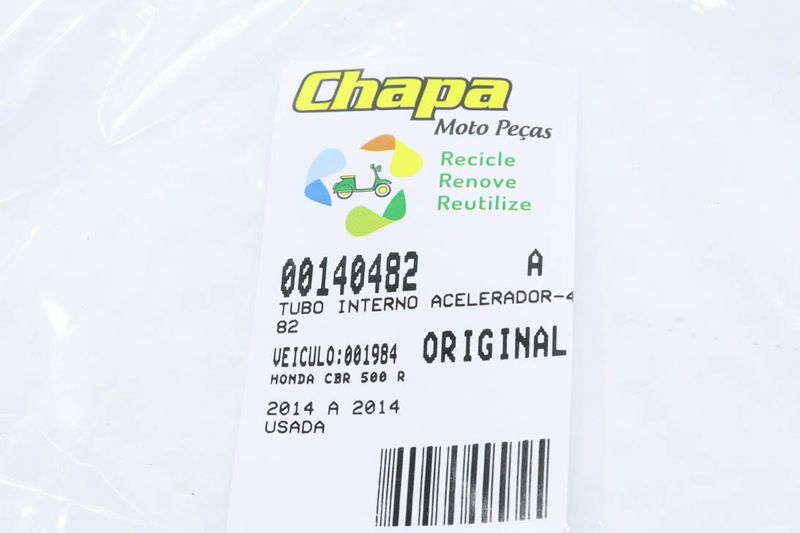 Chapa
Moto Peças
Recicle
Renove
Reutilize
00140482 A
TUBO INTERNO ACELERADOR-4
82
VEICULO:001984 ORIGINAL
HONDA CBR 500 R
2014 A 2014
USADA